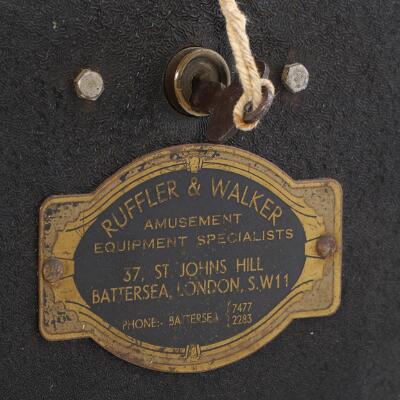 RUFFLER & WALKER
AMUSEMENT
EQUIPMENT SPECIALISTS
37, ST. JOHNS HILL
BATTERSEA, LONDON, S.W11
PHONE:- BATTERSEA { 7477
2283